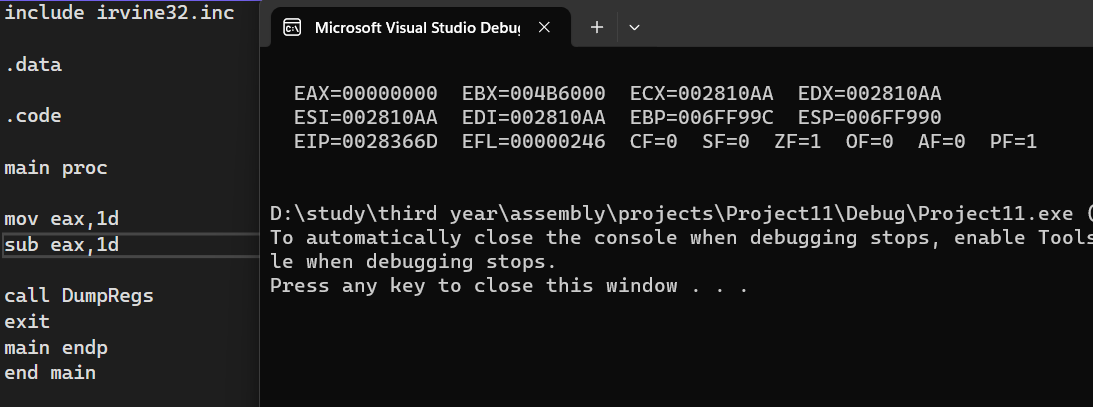 include irvine32.inc
.data
.code
main proc
mov eax,1d
sub eax,1d
call DumpRegs
exit
main endp
end main
Microsoft Visual Studio Debu
EAX=00000000 EBX=004B6000 ECX=002810AA EDX=002810AA
ESI=002810AA EDI=002810AA EBP=006FF99C ESP=006FF990
EIP=0028366D EFL=00000246 CF=0 SF=0 ZF=1 OF=0 AF=0 PF=1
D:\study\third year\assembly\projects\Project11\Debug\Project11.exe (
To automatically close the console when debugging stops, enable Tools
le when debugging stops.
Press any key to close this window . . .